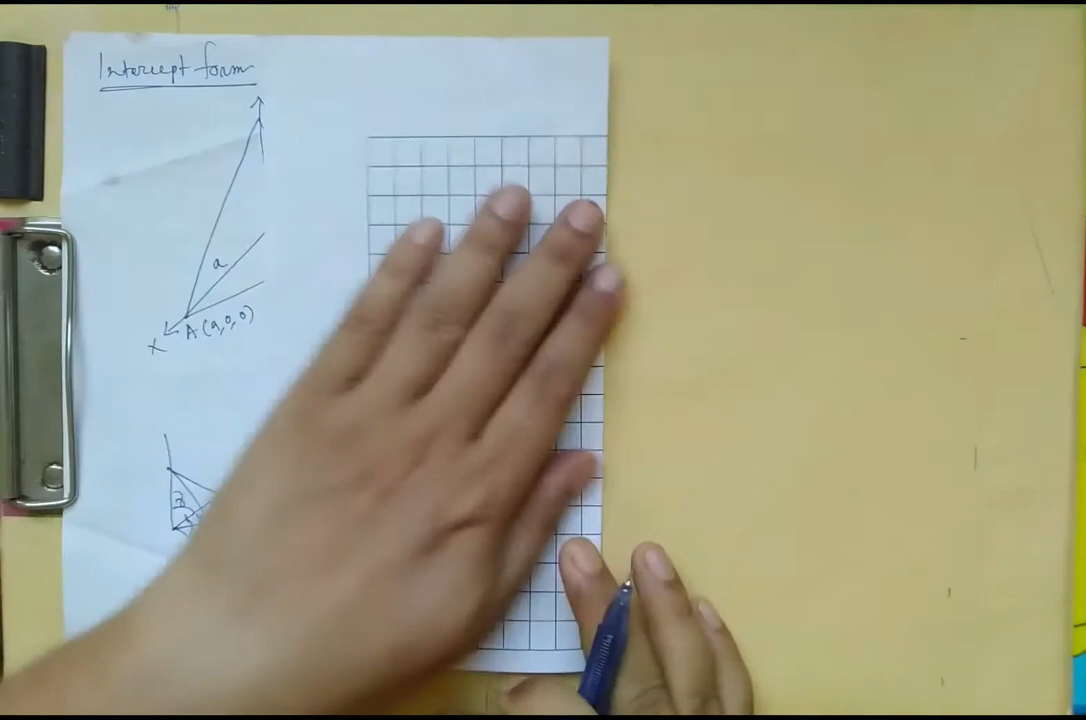 Intercept form
a
A (a,0,0)
X